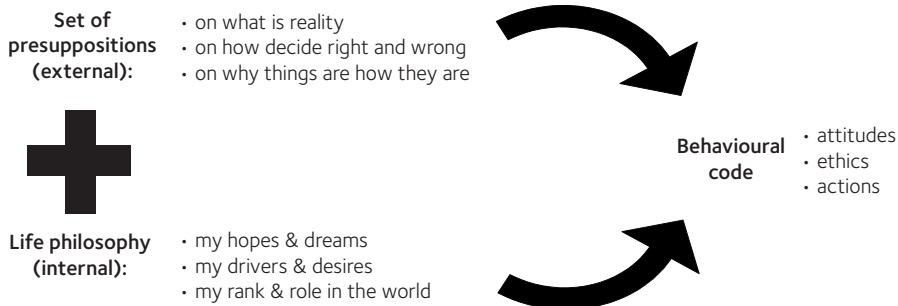 Set of
presuppositions
(external):
• on what is reality
• on how decide right and wrong
• on why things are how they are
Behavioural
code
• attitudes
• ethics
• actions
Life philosophy
(internal):
• my hopes & dreams
• my drivers & desires
• my rank & role in the world